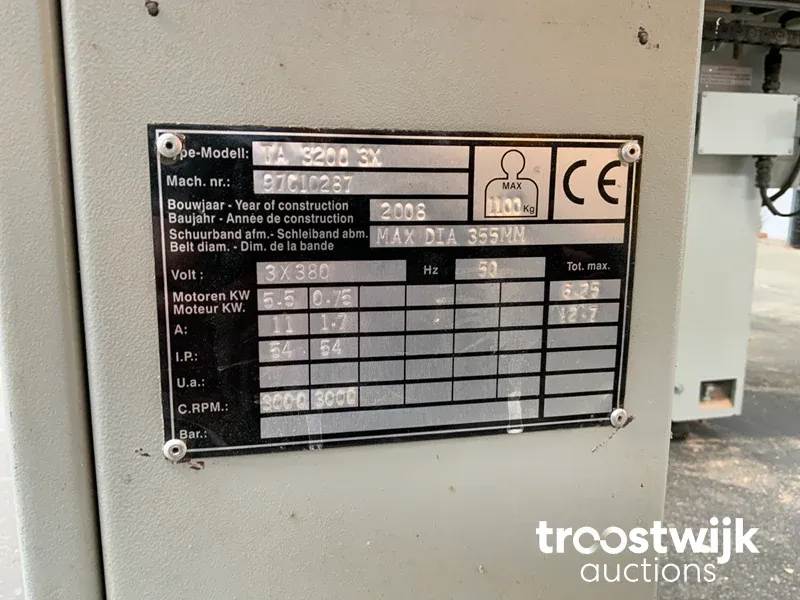 Type-Modell: TA 3200 3X
Mach. nr.: 97C10287
MAX
1100 Kg
CE
Bouwjaar - Year of construction
Baujahr - Année de construction 2008
Schuurband afm. - Schleiband abm.
Belt diam. - Dim. de la bande MAX DIA 355MM
Volt : 3X380 Hz 50 Tot. max.
Motoren KW
Moteur KW. 5.5 0.75 6.25
A: 11 1.7 12.7
I.P.: 54 54
U.a.:
C.RPM.: 3000 3000
Bar.:
troostwijk
auctions